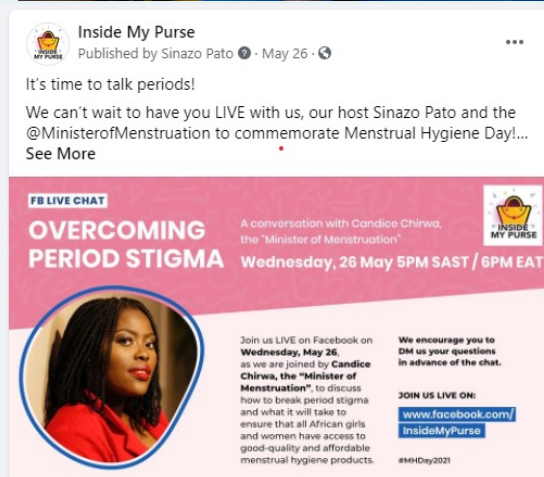 INSIDE
MY PURSE
Inside My Purse
Published by Sinazo Pato · May 26 ·
It's time to talk periods!
We can't wait to have you LIVE with us, our host Sinazo Pato and the
@MinisterofMenstruation to commemorate Menstrual Hygiene Day!...
See More
FB LIVE CHAT
OVERCOMING
PERIOD STIGMA
A conversation with Candice Chirwa,
the "Minister of Menstruation"
Wednesday, 26 May 5PM SAST / 6PM EAT
INSIDE
MY PURSE
Join us LIVE on Facebook on
Wednesday, May 26,
as we are joined by Candice
Chirwa, the “Minister of
Menstruation”, to discuss
how to break period stigma
and what it will take to
ensure that all African girls
and women have access to
good-quality and affordable
menstrual hygiene products.
We encourage you to
DM us your questions
in advance of the chat.
JOIN US LIVE ON:
www.facebook.com/
InsideMyPurse
#MHDay2021